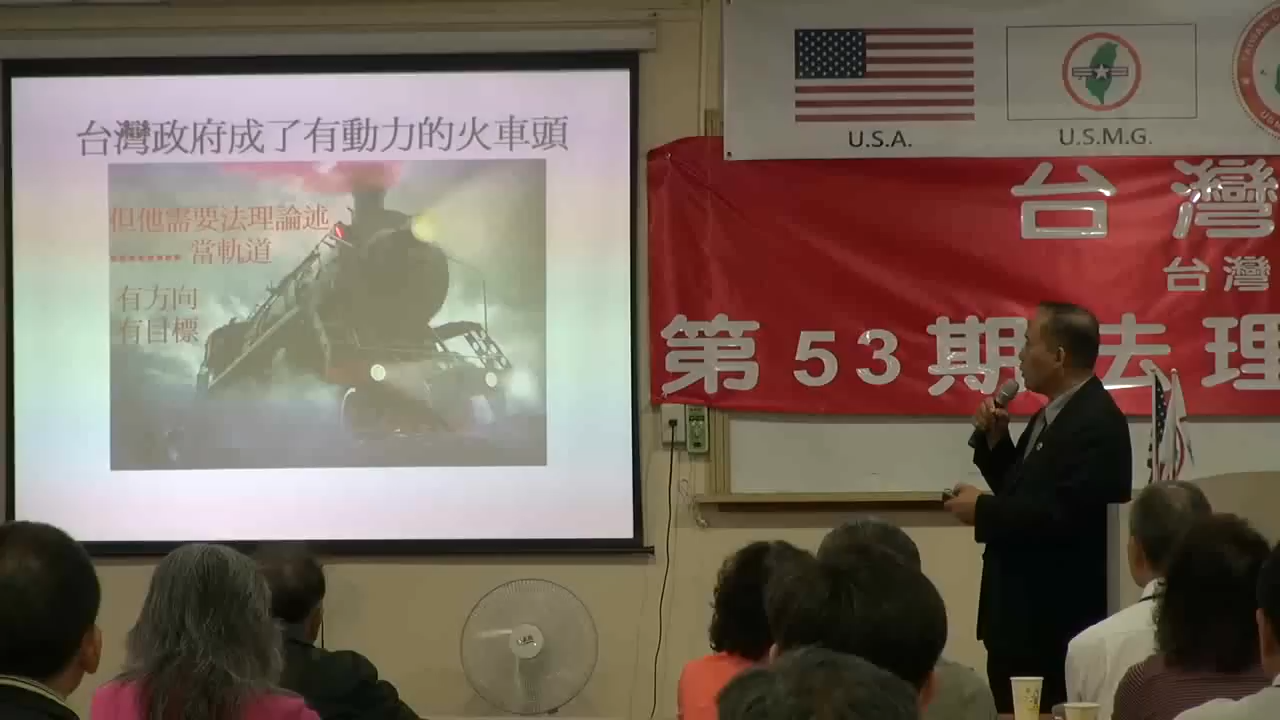 台灣政府成了有動力的火車頭
但他需要法理論述
......... 當軌道
有方向
有目標
U.S.A.
U.S.M.G.
台灣
台灣
第53期法理